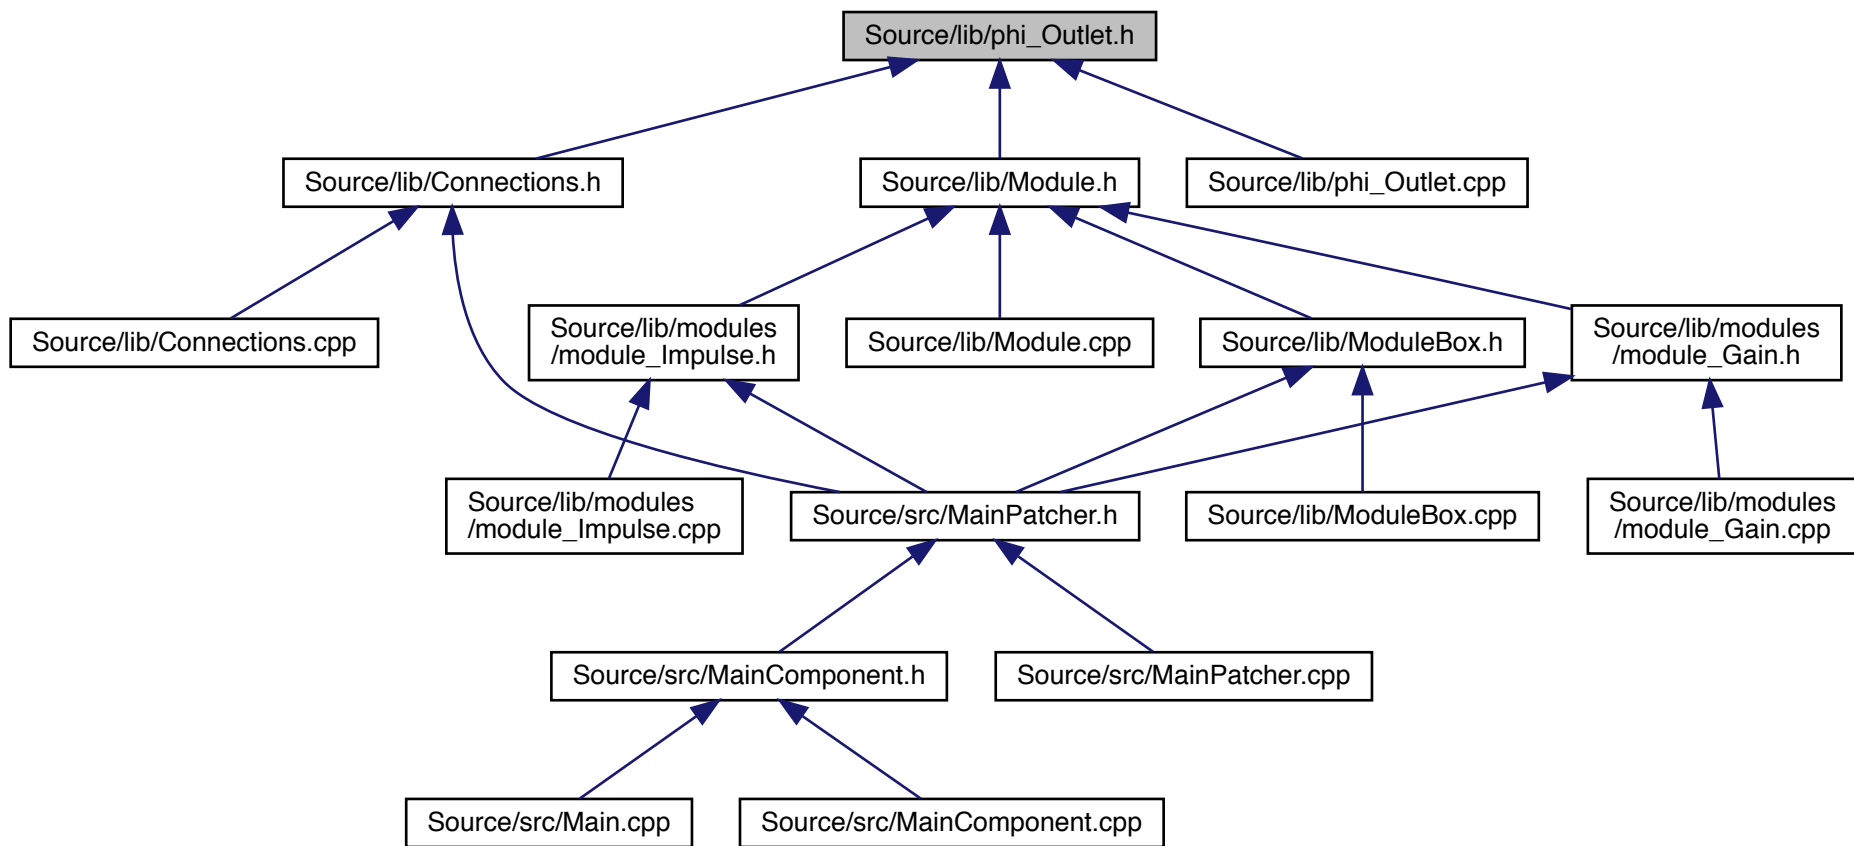 Source/lib/phi_Outlet.h
Source/lib/Connections.h
Source/lib/Module.h
Source/lib/phi_Outlet.cpp
Source/lib/Connections.cpp
Source/lib/modules
/module_Impulse.h
Source/lib/Module.cpp
Source/lib/ModuleBox.h
Source/lib/modules
/module_Gain.h
Source/lib/modules
/module_Impulse.cpp
Source/src/MainPatcher.h
Source/lib/ModuleBox.cpp
Source/lib/modules
/module_Gain.cpp
Source/src/MainComponent.h
Source/src/MainPatcher.cpp
Source/src/Main.cpp
Source/src/MainComponent.cpp